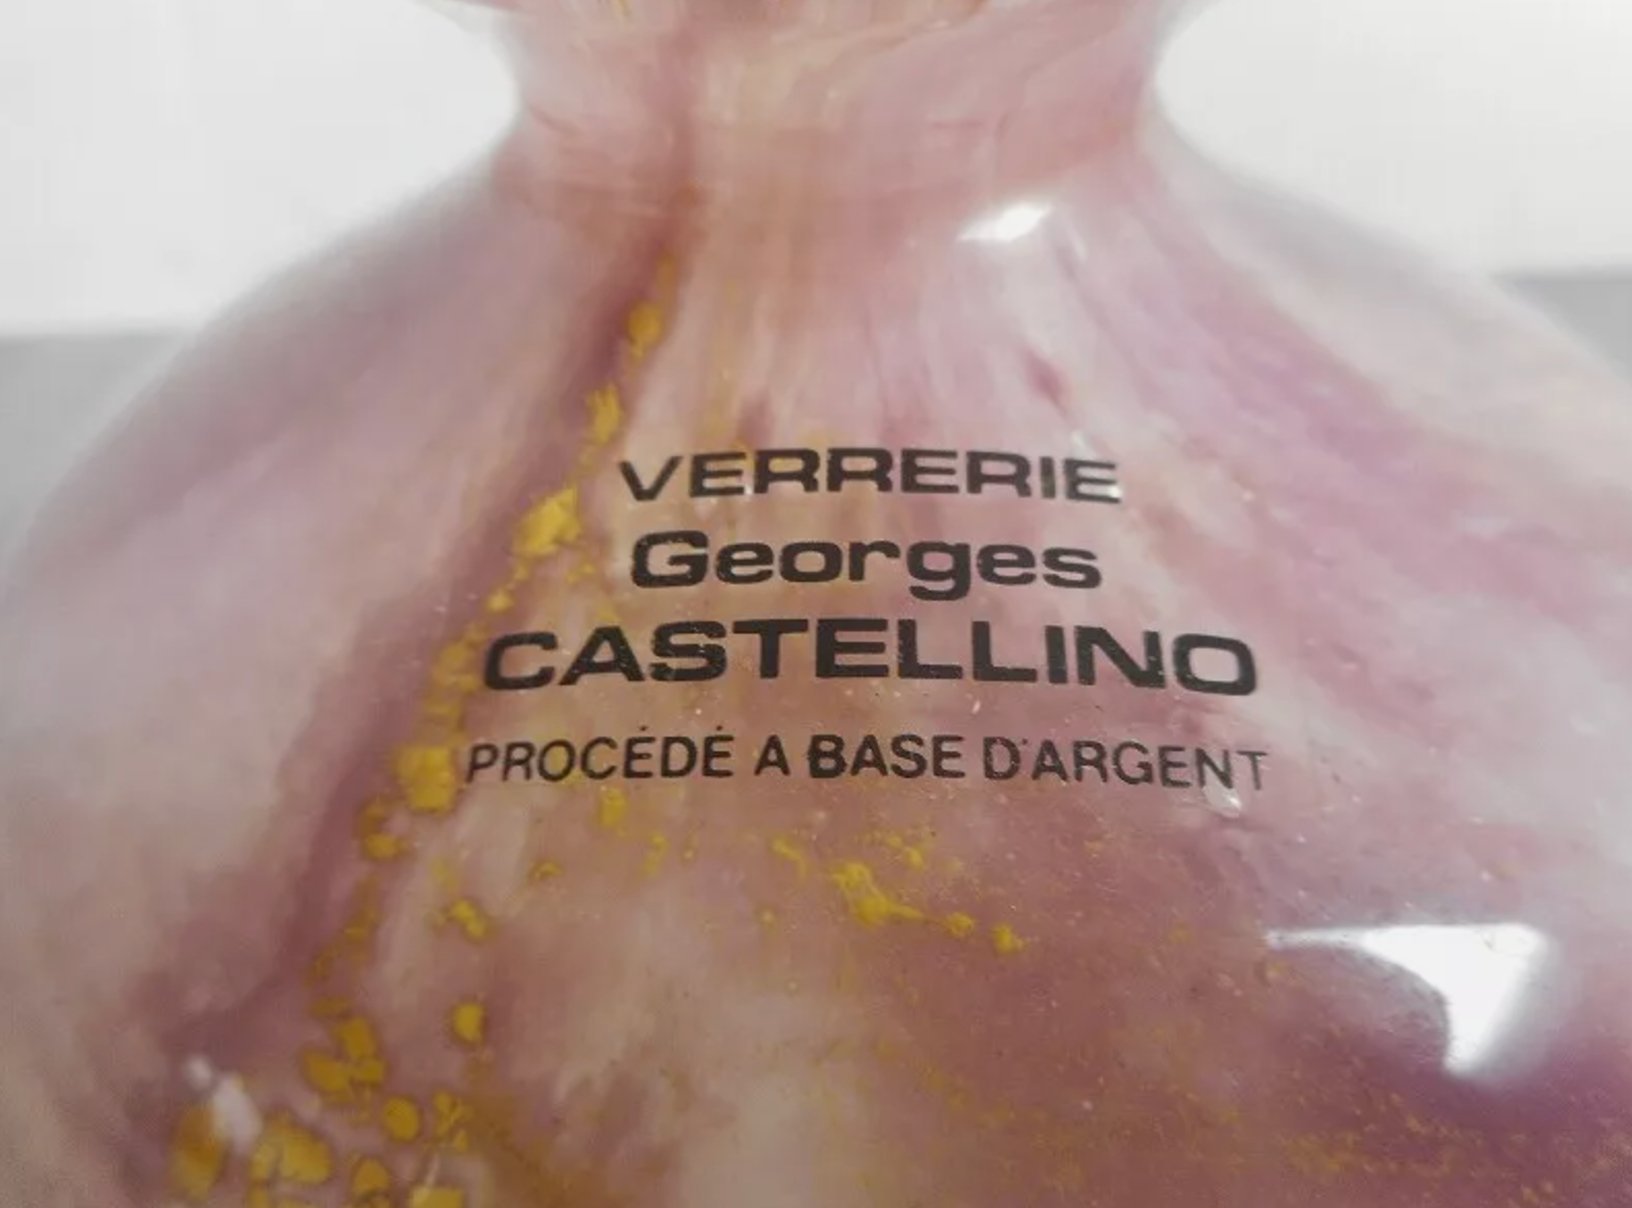 VERRERIE
Georges
CASTELLINO
PROCÉDÉ A BASE D'ARGENT